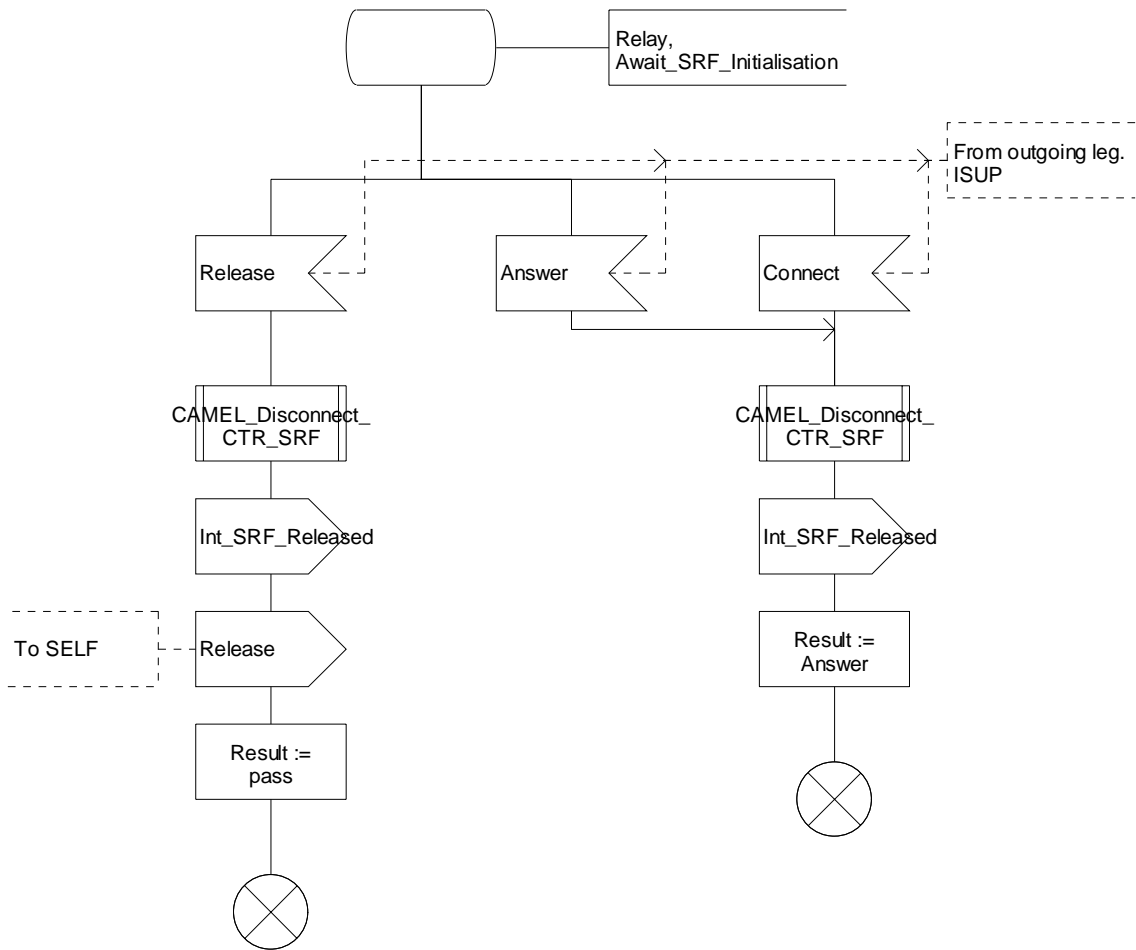 Relay,
Await_SRF_Initialisation
From outgoing leg.
ISUP
Release
Answer
Connect
CAMEL_Disconnect_
CTR_SRF
CAMEL_Disconnect_
CTR_SRF
Int_SRF_Released
Int_SRF_Released
To SELF
Release
Result :=
Answer
Result :=
pass